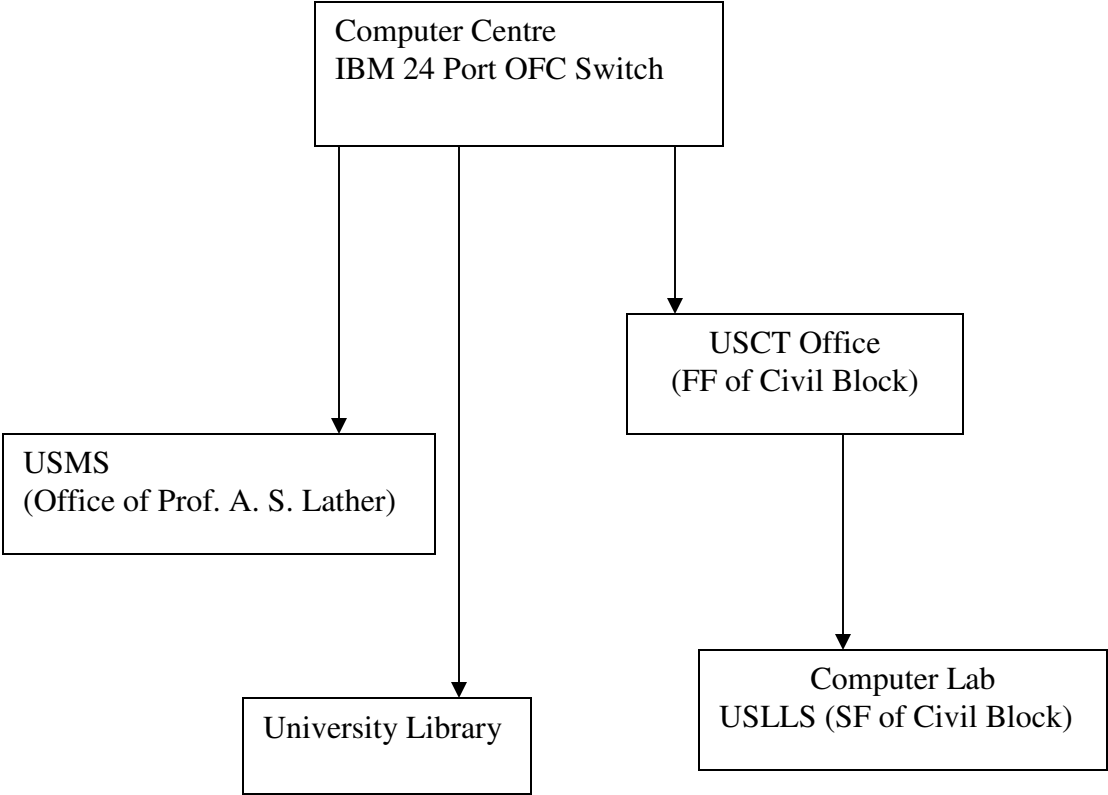 Computer Centre
IBM 24 Port OFC Switch
USCT Office
(FF of Civil Block)
USMS
(Office of Prof. A. S. Lather)
Computer Lab
USLLS (SF of Civil Block)
University Library